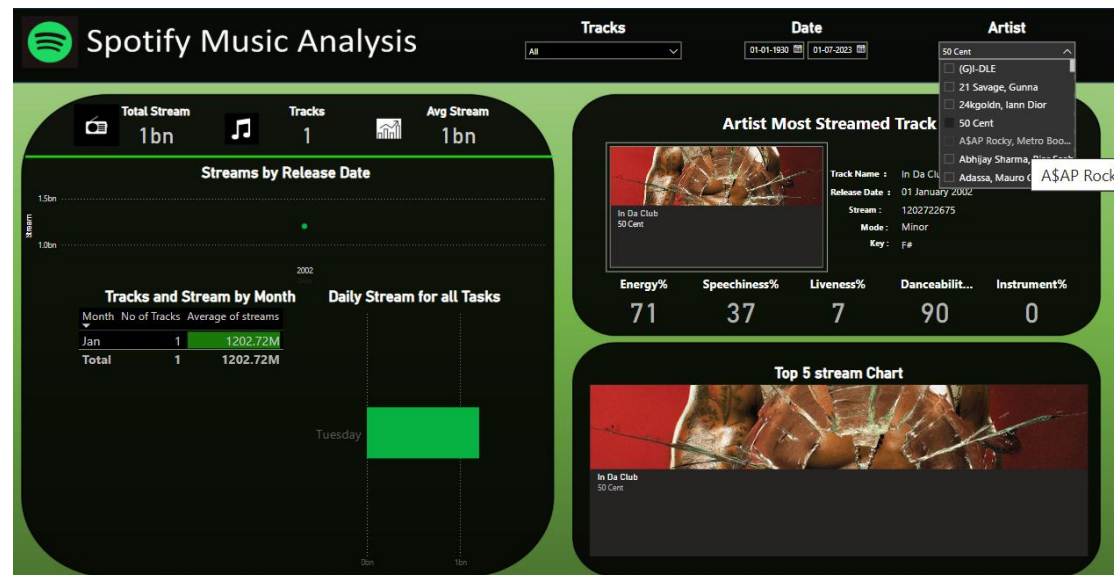 Spotify Music Analysis
Tracks
All
Date
01-01-1930 01-07-2023
Artist
50 Cent
(G)I-DLE
21 Savage, Gunna
24kgoldn, Iann Dior
50 Cent
A$AP Rocky, Metro Boo...
Abhijay Sharma,
Adassa, Mauro
A$AP Rock
Total Stream
1bn
Tracks
1
Avg Stream
1bn
Streams by Release Date
Stream
1.5bn
1.0bn
2002
Tracks and Stream by Month
Month No of Tracks Average of streams
Jan 1 1202.72M
Total 1 1202.72M
Daily Stream for all Tasks
Tuesday
0bn 1bn
Artist Most Streamed Track
In Da Club
50 Cent
Track Name : In Da
Release Date : 01 January 2002
Stream : 1202722675
Mode : Minor
Key : F#
Energy% Speechiness% Liveness% Danceabilit... Instrument%
71 37 7 90 0
Top 5 stream Chart
In Da Club
50 Cent